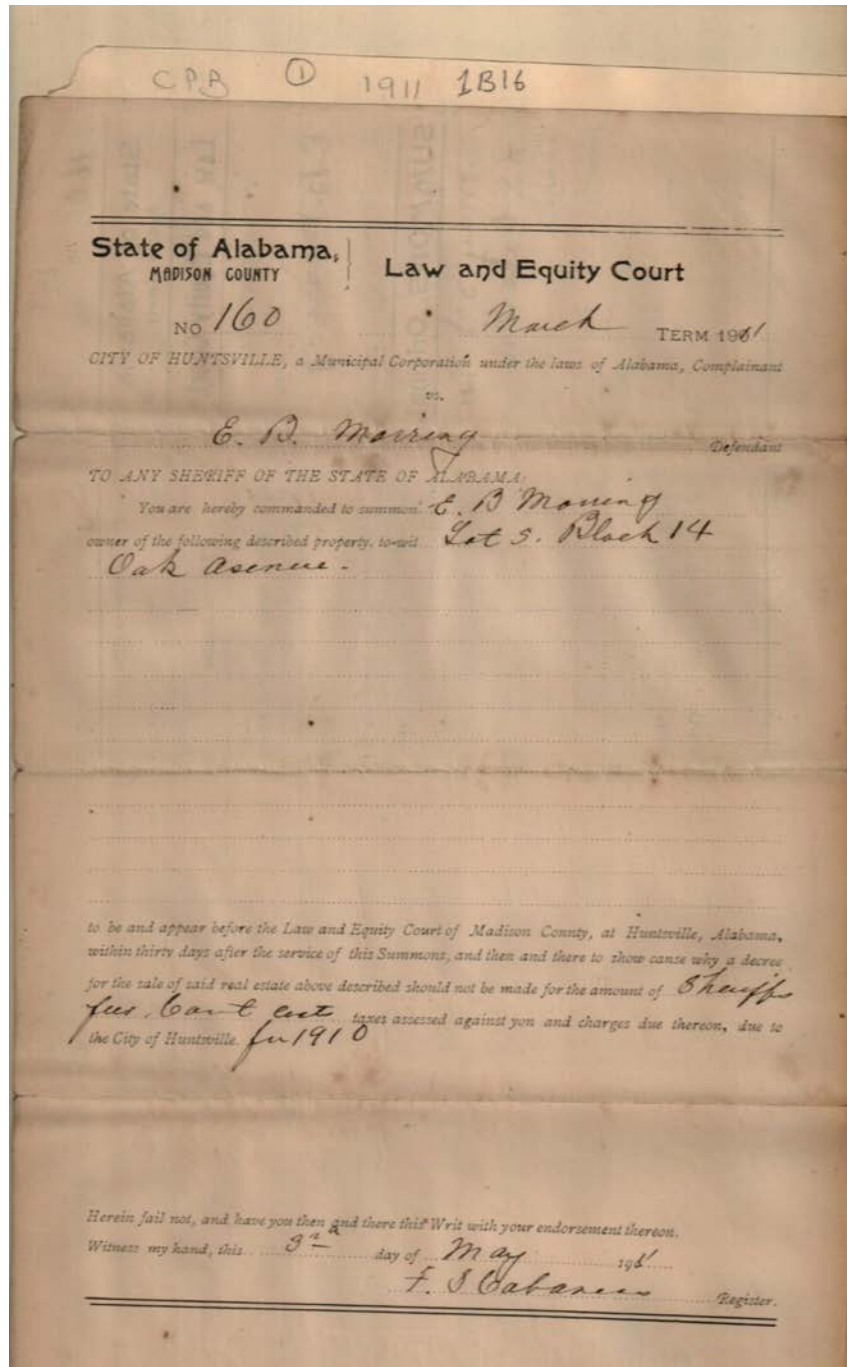 CPB ① 1911 1B16
State of Alabama,
MADISON COUNTY
Law and Equity Court
No 160 March TERM 1911
CITY OF HUNTSVILLE, a Municipal Corporation under the laws of Alabama, Complainant
vs.
E. B. Morring Defendant
TO ANY SHERIFF OF THE STATE OF ALABAMA:
You are hereby commanded to summon E. B Morring
owner of the following described property, to-wit Lot 5. Block 14
Oak Avenue.
to be and appear before the Law and Equity Court of Madison County, at Huntsville, Alabama,
within thirty days after the service of this Summons, and then and there to show cause why a decree
for the sale of said real estate above described should not be made for the amount of Sheriffs
fees, Court cost taxes assessed against you and charges due thereon, due to
the City of Huntsville. for 1910
Herein fail not, and have you then and there this Writ with your endorsement thereon.
Witness my hand, this 3rd day of May 1911
F. S Cabaness Register.